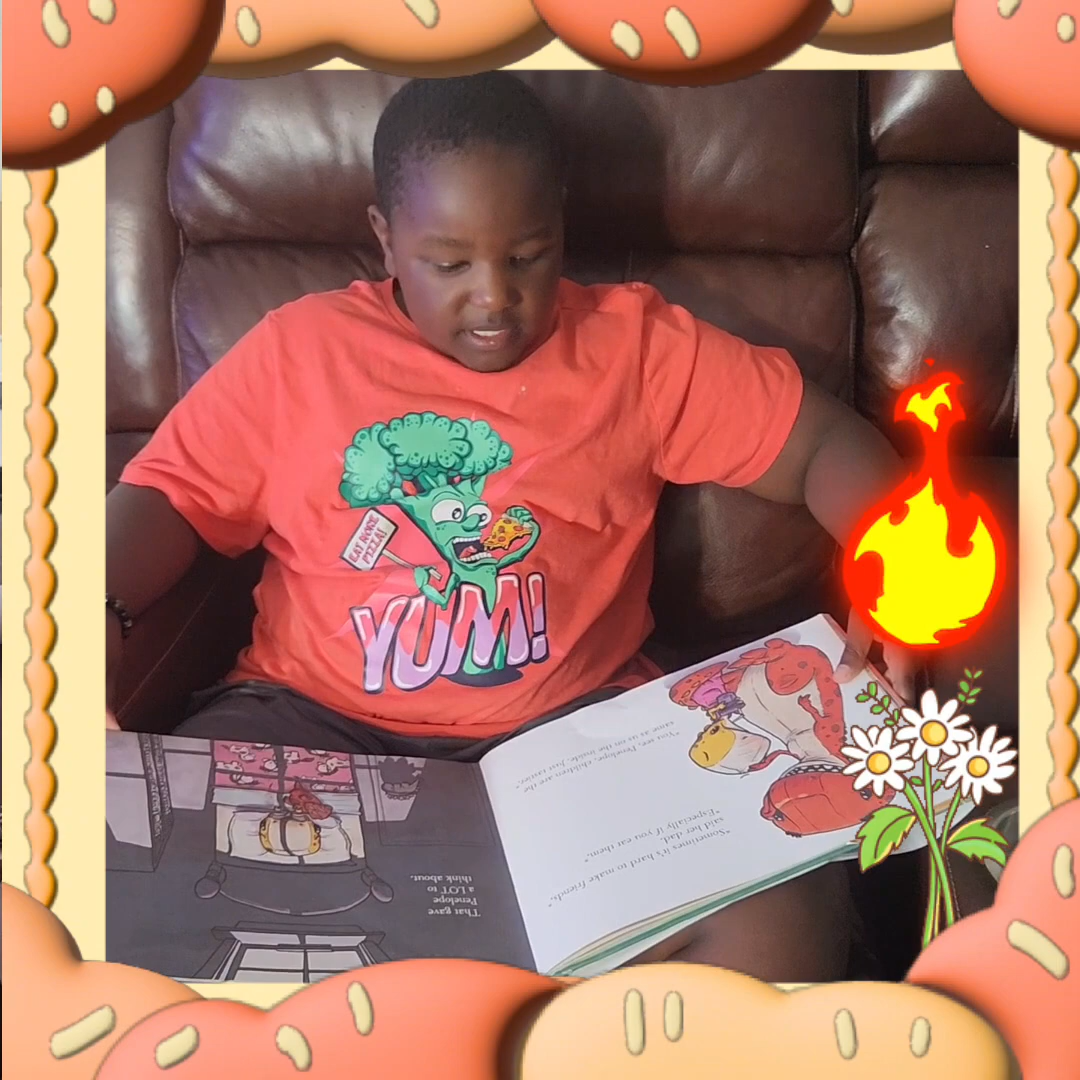 EAT MORE
PIZZA!
YUM!
"Sometimes it's hard to make friends,"
said her dad.
"Especially if you eat them."
"You see, Penelope, children are the
same as us on the inside. Just tastier."
That gave
Penelope
a LOT to
think about.